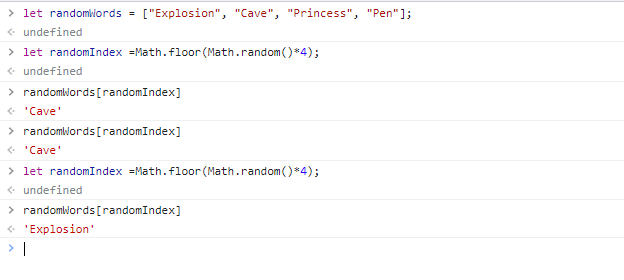 > let randomWords = ["Explosion", "Cave", "Princess", "Pen"];
<· undefined
> let randomIndex =Math.floor(Math.random()*4);
<· undefined
> randomWords[randomIndex]
<· 'Cave'
> randomWords[randomIndex]
<· 'Cave'
> let randomIndex =Math.floor(Math.random()*4);
<· undefined
> randomWords[randomIndex]
<· 'Explosion'
>